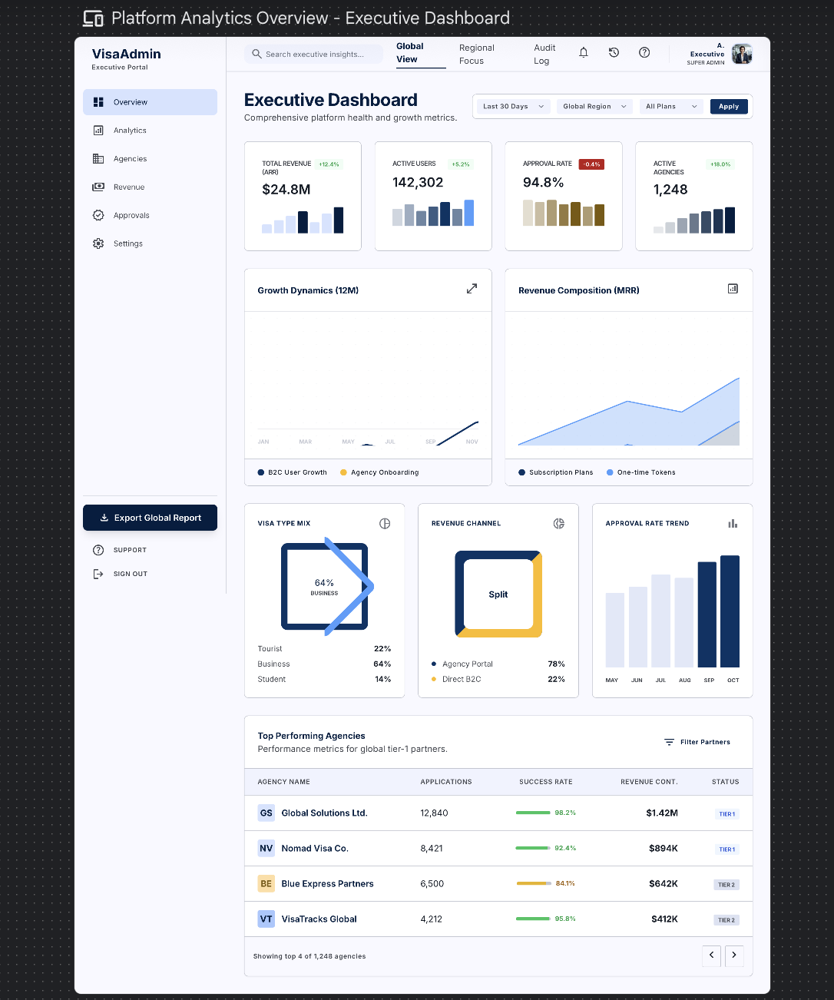 Platform Analytics Overview - Executive Dashboard
VisaAdmin
Executive Portal
Overview
Analytics
Agencies
Revenue
Approvals
Settings
Export Global Report
SUPPORT
SIGN OUT
Search executive insights...
Global
View
Regional
Focus
Audit
Log
A.
Executive
SUPER ADMIN
Executive Dashboard
Comprehensive platform health and growth metrics.
Last 30 Days
Global Region
All Plans
Apply
TOTAL REVENUE
(ARR)
+12.4%
$24.8M
ACTIVE USERS
+5.2%
142,302
APPROVAL RATE
-0.4%
94.8%
ACTIVE
AGENCIES
+18.0%
1,248
Growth Dynamics (12M)
JAN MAR MAY JUL SEP NOV
B2C User Growth Agency Onboarding
Revenue Composition (MRR)
Subscription Plans One-time Tokens
VISA TYPE MIX
64%
BUSINESS
Tourist 22%
Business 64%
Student 14%
REVENUE CHANNEL
Split
Agency Portal 78%
Direct B2C 22%
APPROVAL RATE TREND
MAY JUN JUL AUG SEP OCT
Top Performing Agencies
Performance metrics for global tier-1 partners.
Filter Partners
AGENCY NAME APPLICATIONS SUCCESS RATE REVENUE CONT. STATUS
GS Global Solutions Ltd. 12,840 98.2% $1.42M TIER 1
NV Nomad Visa Co. 8,421 92.4% $894K TIER 1
BE Blue Express Partners 6,500 84.1% $642K TIER 2
VT VisaTracks Global 4,212 95.8% $412K TIER 2
Showing top 4 of 1,248 agencies